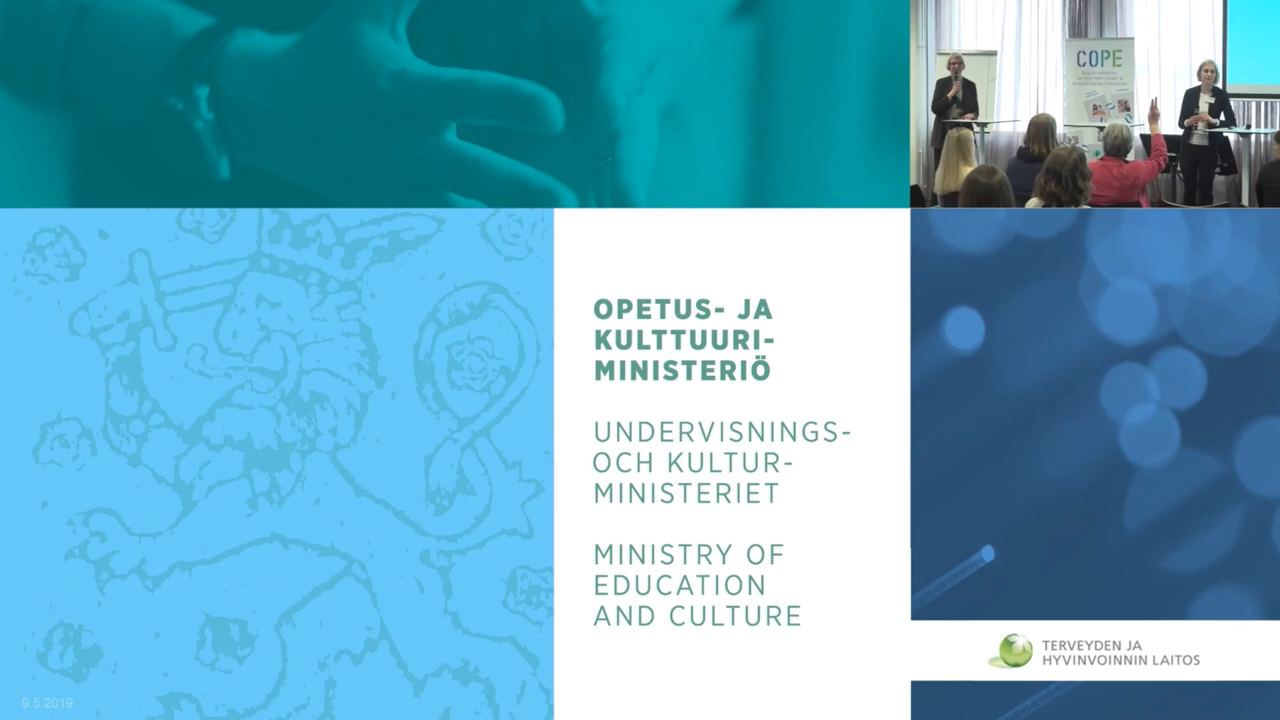 COPE
OPETUS- JA
KULTTUURI-
MINISTERIÖ
UNDERVISNINGS-
OCH KULTUR-
MINISTERIET
MINISTRY OF
EDUCATION
AND CULTURE
TERVEYDEN JA
HYVINVOINNIN LAITOS
9.5.2019